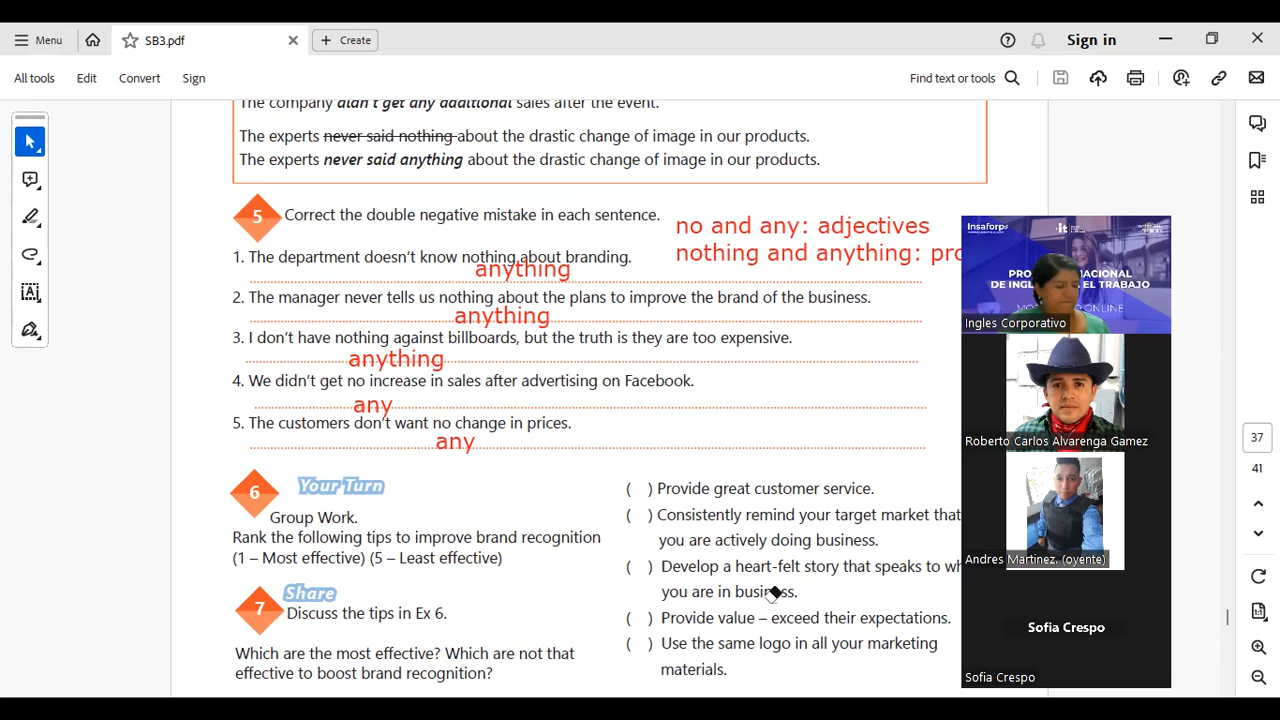 Menu
SB3.pdf
Create
Sign in
All tools
Edit
Convert
Sign
Find text or tools
The company didn't get any additional sales after the event.
The experts never said nothing about the drastic change of image in our products.
The experts never said anything about the drastic change of image in our products.
5
Correct the double negative mistake in each sentence.
no and any: adjectives
nothing and anything: pro
1. The department doesn't know nothing about branding.
anything
2. The manager never tells us nothing about the plans to improve the brand of the business.
anything
3. I don't have nothing against billboards, but the truth is they are too expensive.
anything
4. We didn't get no increase in sales after advertising on Facebook.
any
5. The customers don't want no change in prices.
any
6
Your Turn
Group Work.
Rank the following tips to improve brand recognition
(1 – Most effective) (5 – Least effective)
7
Share
Discuss the tips in Ex 6.
Which are the most effective? Which are not that
effective to boost brand recognition?
( ) Provide great customer service.
( ) Consistently remind your target market that
you are actively doing business.
( ) Develop a heart-felt story that speaks to wh
you are in business.
( ) Provide value – exceed their expectations.
( ) Use the same logo in all your marketing
materials.
Insaforp
Ingles Corporativo
Roberto Carlos Alvarenga Gamez
Andres Martinez. (oyente)
Sofia Crespo
Sofia Crespo
37
41